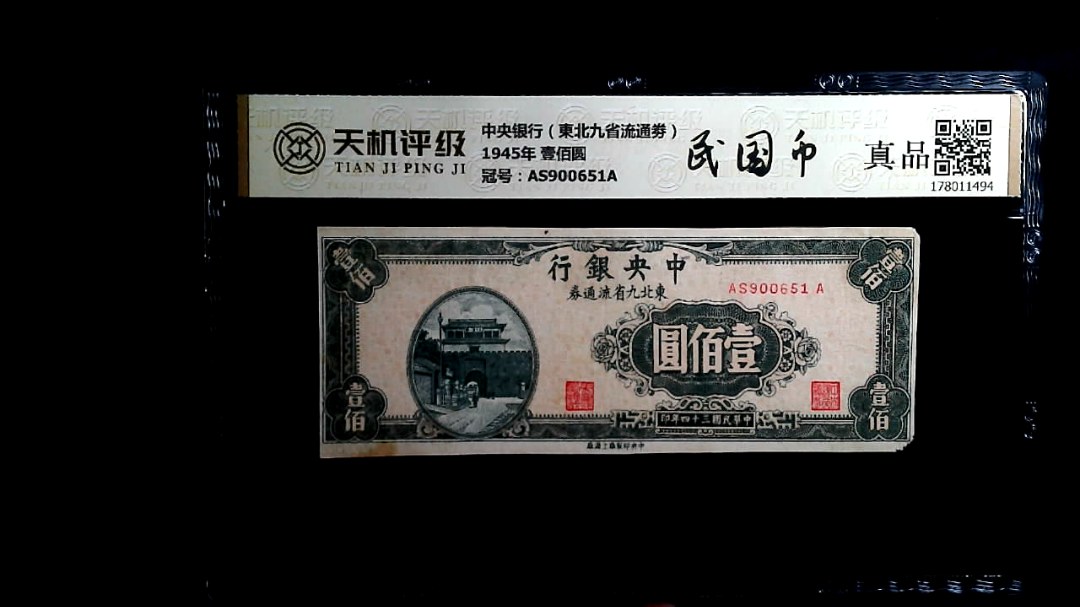 天机评级
TIAN JI PING JI
中央银行（東北九省流通券）
1945年 壹佰圆
冠号：AS900651A
民国币
真品
178011494
壹佰
壹佰
行銀央中
券通流省九北東
AS900651 A
圓佰壹
壹佰
壹佰
印年四十三國民華中